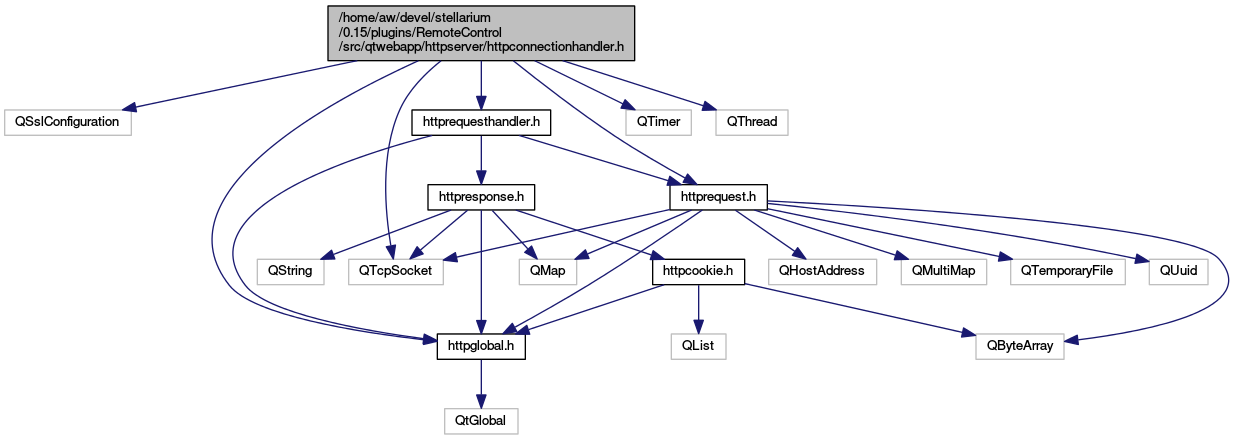 /home/aw/devel/stellarium
/0.15/plugins/RemoteControl
/src/qtwebapp/httpserver/httpconnectionhandler.h
QSslConfiguration
httprequesthandler.h
QTimer
QThread
httpresponse.h
httprequest.h
QString
QTcpSocket
QMap
httpcookie.h
QHostAddress
QMultiMap
QTemporaryFile
QUuid
httpglobal.h
QList
QByteArray
QtGlobal